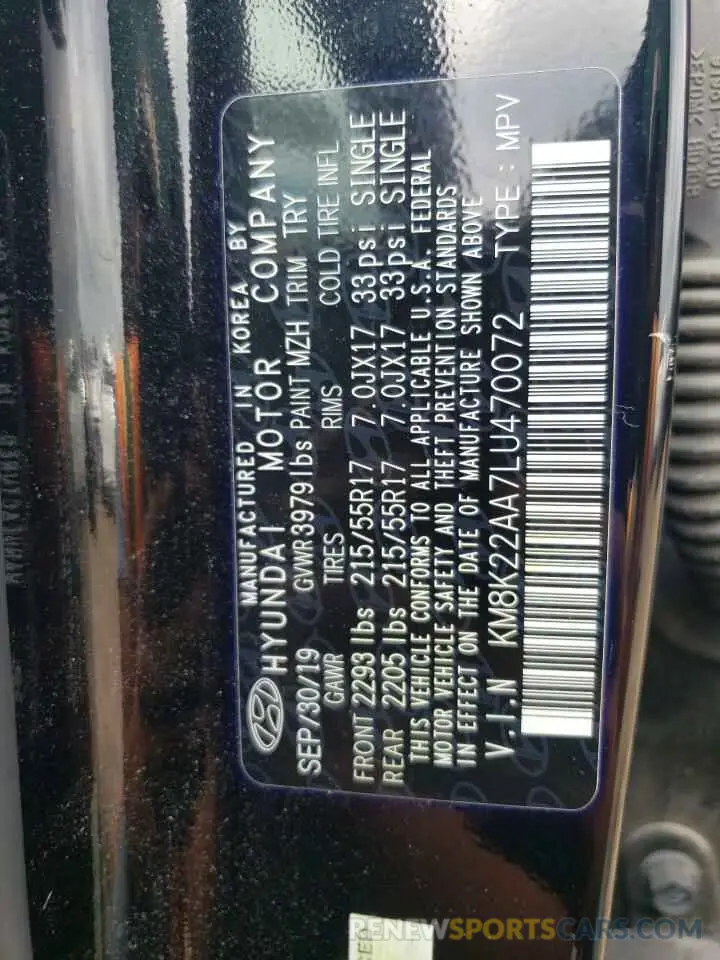 MANUFACTURED IN KOREA BY
HYUNDAI MOTOR COMPANY
SEP/30/19 GVWR 3979 lbs PAINT MZH TRIM TRY
GAWR TIRES RIMS COLD TIRE INFL
FRONT 2293 lbs 215/55R17 7.0JX17 33psi SINGLE
REAR 2205 lbs 215/55R17 7.0JX17 33psi SINGLE
THIS VEHICLE CONFORMS TO ALL APPLICABLE U.S.A. FEDERAL
MOTOR VEHICLE SAFETY AND THEFT PREVENTION STANDARDS
IN EFFECT ON THE DATE OF MANUFACTURE SHOWN ABOVE
V.I.N KM8K22AA7LU470072 TYPE : MPV
RENEWSPORTSCARS.COM